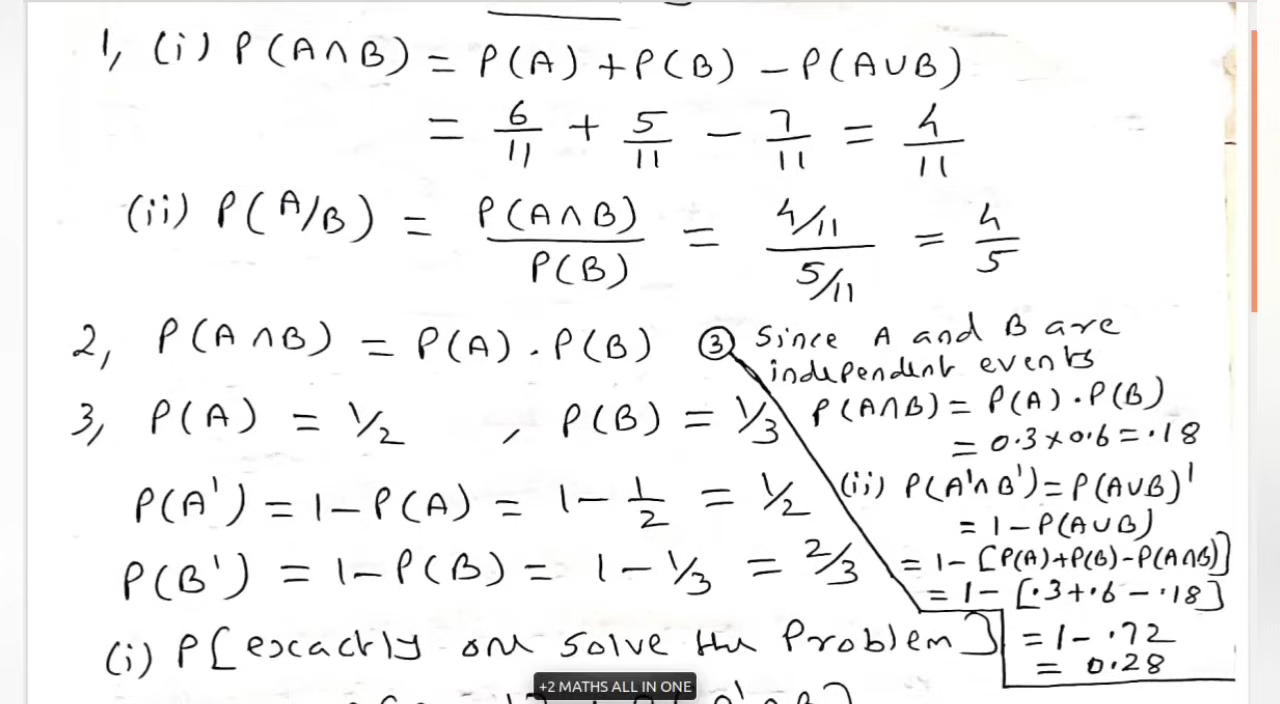 1, (i) P(A∩B) = P(A) + P(B) - P(A∪B)
= 6/11 + 5/11 - 7/11 = 4/11
(ii) P(A/B) = P(A∩B)/P(B) = (4/11)/(5/11) = 4/5
2, P(A∩B) = P(A) . P(B)
3, P(A) = 1/2 , P(B) = 1/3
P(A') = 1-P(A) = 1 - 1/2 = 1/2
P(B') = 1-P(B) = 1 - 1/3 = 2/3
(i) P[escactly one solve the Problem]
③ Since A and B are
independent events
P(A∩B) = P(A).P(B)
= 0.3×0.6 = .18
(ii) P(A'∩B') = P(A∪B)'
= 1-P(A∪B)
= 1-[P(A)+P(B)-P(A∩B)]
= 1-[.3+.6-.18]
= 1-.72
= 0.28
+2 MATHS ALL IN ONE